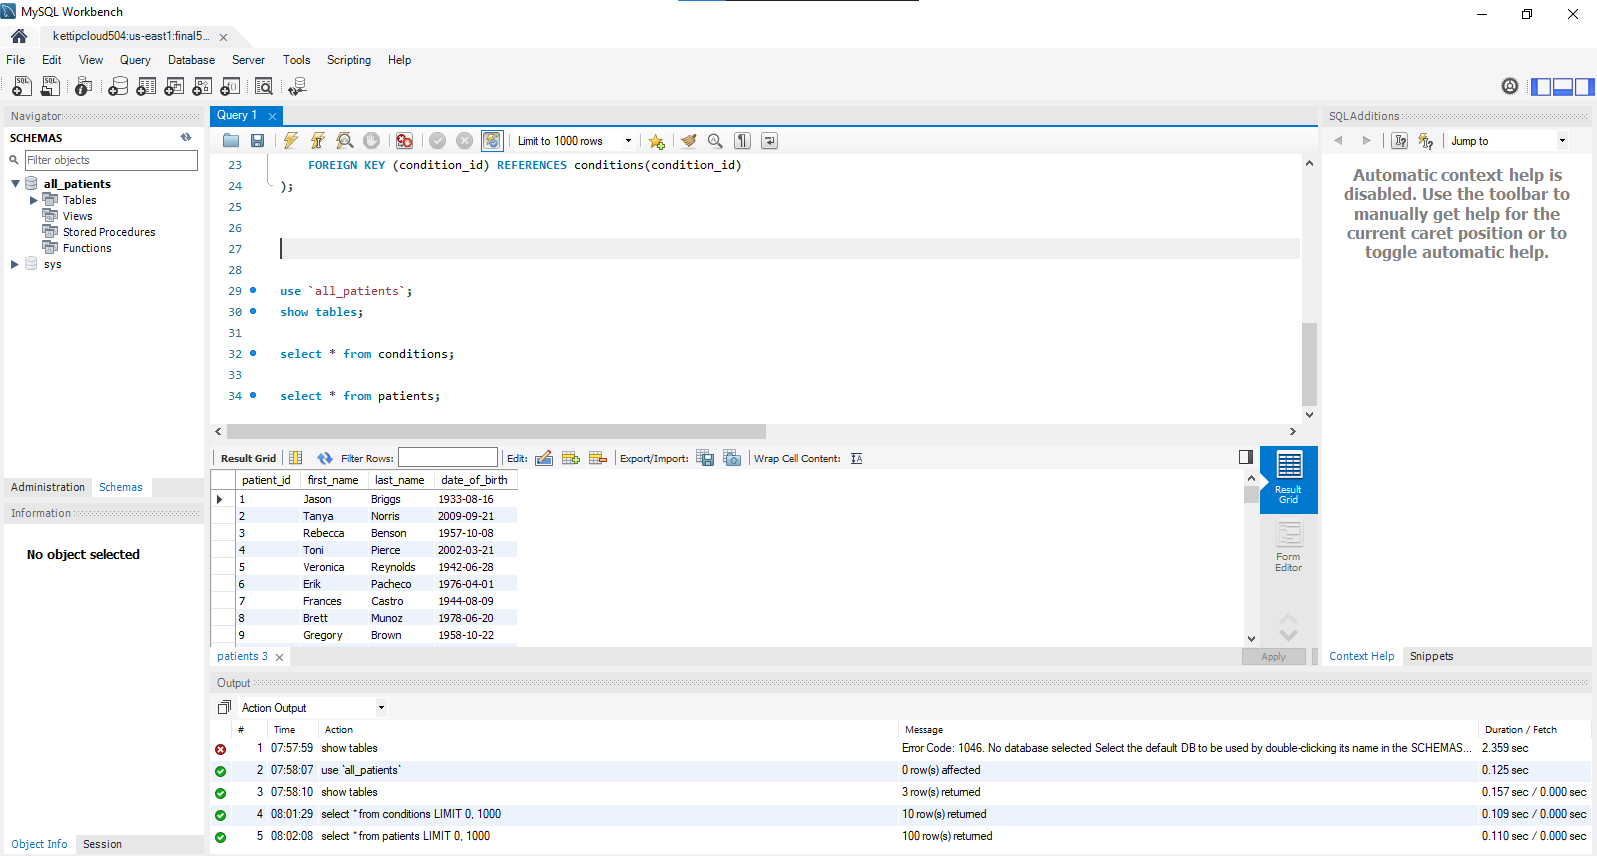 MySQL Workbench
kettipcloud504:us-east1:final5...
File Edit View Query Database Server Tools Scripting Help
Navigator
SCHEMAS
Filter objects
all_patients
Tables
Views
Stored Procedures
Functions
sys
Administration Schemas
Information
No object selected
Object Info Session
Query 1
Limit to 1000 rows
23 FOREIGN KEY (condition_id) REFERENCES conditions(condition_id)
24 );
25
26
27
28
29 use `all_patients`;
30 show tables;
31
32 select * from conditions;
33
34 select * from patients;
Result Grid Filter Rows: Edit: Export/Import: Wrap Cell Content:
patient_id first_name last_name date_of_birth
1 Jason Briggs 1933-08-16
2 Tanya Norris 2009-09-21
3 Rebecca Benson 1957-10-08
4 Toni Pierce 2002-03-21
5 Veronica Reynolds 1942-06-28
6 Erik Pacheco 1976-04-01
7 Frances Castro 1944-08-09
8 Brett Munoz 1978-06-20
9 Gregory Brown 1958-10-22
Result
Grid
Form
Editor
patients 3
Apply
SQLAdditions
Jump to
Automatic context help is
disabled. Use the toolbar to
manually get help for the
current caret position or to
toggle automatic help.
Context Help Snippets
Output
Action Output
# Time Action Message Duration / Fetch
1 07:57:59 show tables Error Code: 1046. No database selected Select the default DB to be used by double-clicking its name in the SCHEMAS... 2.359 sec
2 07:58:07 use `all_patients` 0 row(s) affected 0.125 sec
3 07:58:10 show tables 3 row(s) returned 0.157 sec / 0.000 sec
4 08:01:29 select * from conditions LIMIT 0, 1000 10 row(s) returned 0.109 sec / 0.000 sec
5 08:02:08 select * from patients LIMIT 0, 1000 100 row(s) returned 0.110 sec / 0.000 sec